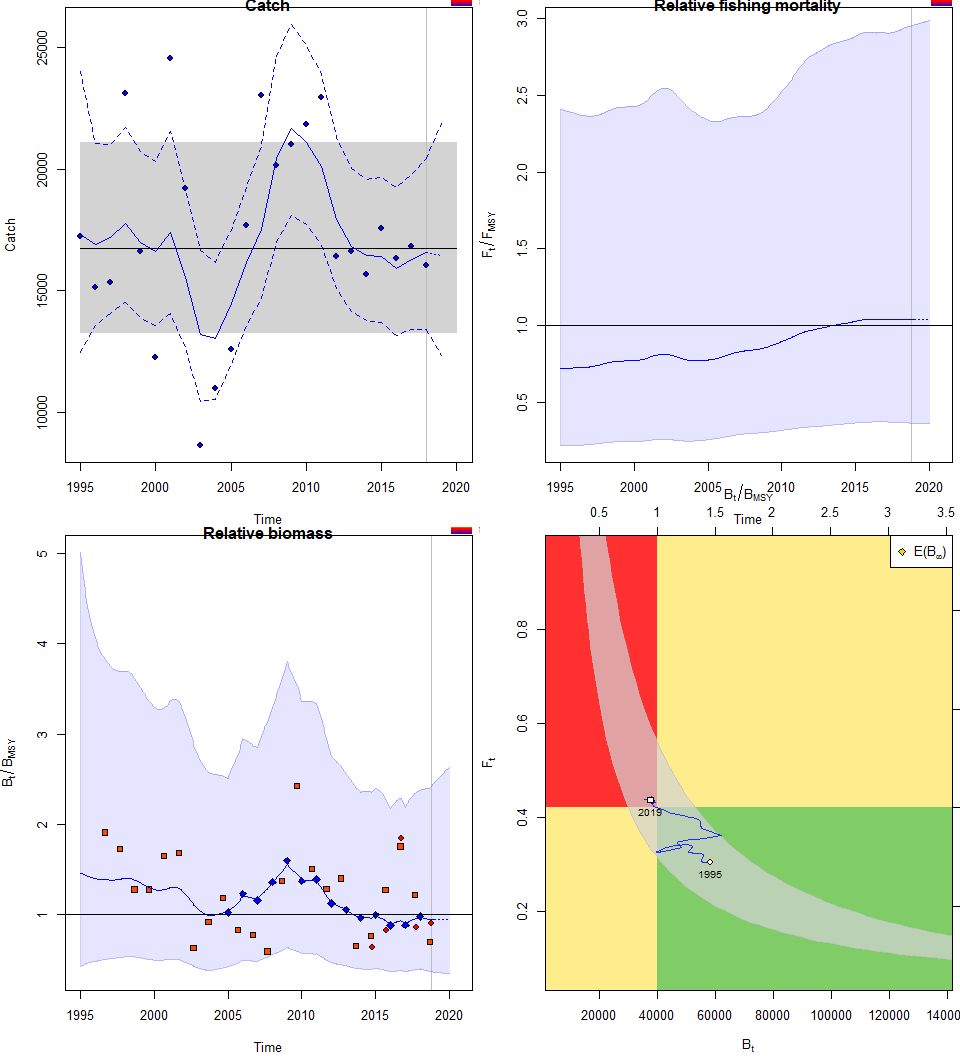 Catch
Catch
25000
20000
15000
10000
1995 2000 2005 2010 2015 2020
Time
Relative fishing mortality
Ft/FMSY
3.0
2.5
2.0
1.5
1.0
0.5
1995 2000 2005 2010 2015 2020
Time
Relative biomass
Bt/BMSY
5
4
3
2
1
1995 2000 2005 2010 2015 2020
Time
Bt/BMSY
0.5 1 1.5 2 2.5 3 3.5
E(B∞)
Ft
0.8
0.6
0.4
0.2
2019
1995
20000 40000 60000 80000 100000 120000 14000
Bt